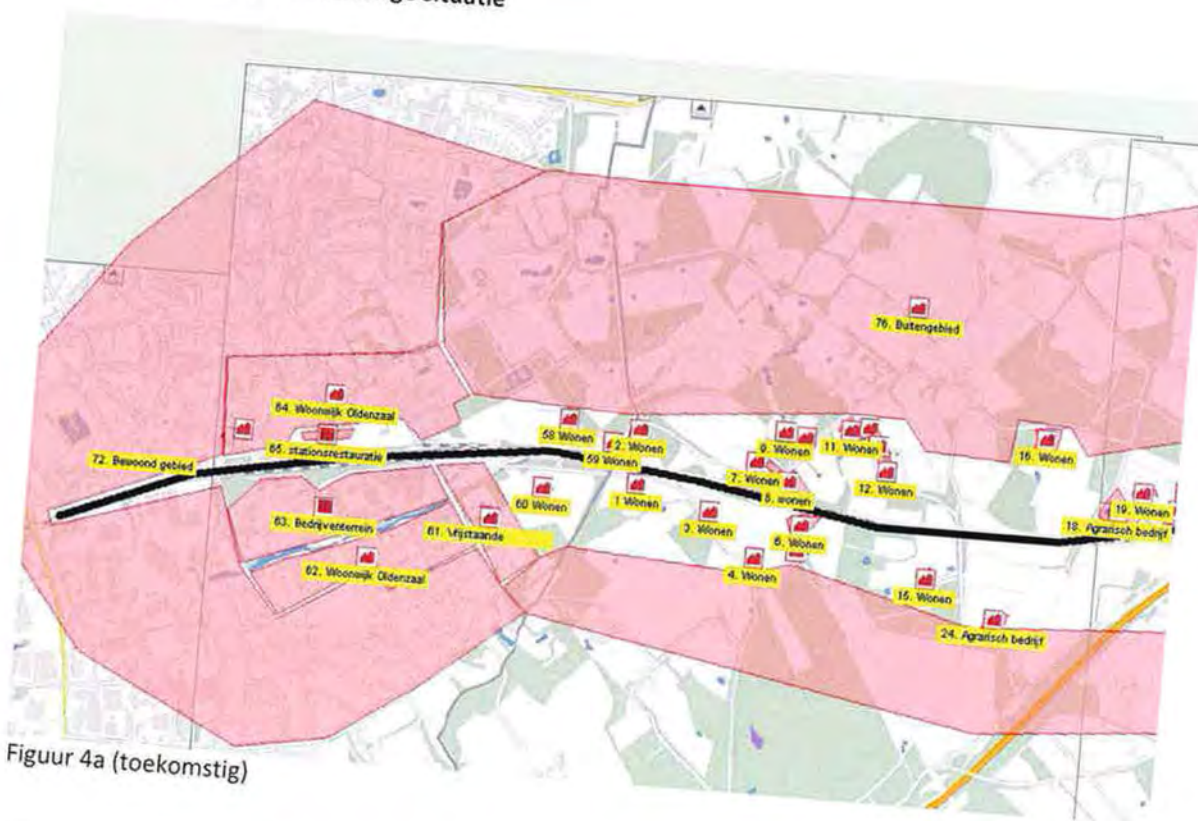 situatie
76. Buitengebied
64. Woonwijk Oldenzaal
65. stationsrestauratie
72. Bewoond gebied
58 Wonen
2. Wonen
59 Wonen
9. Wonen
11. Wonen
16. Wonen
7. Wonen
12. Wonen
8. wonen
60 Wonen
1 Wonen
3. Wonen
6. Wonen
19. Wonen
18. Agrarisch bedrijf
63. Bedrijventerrein
61. Vrijstaande
62. Woonwijk Oldenzaal
4. Wonen
15. Wonen
24. Agrarisch bedrijf
Figuur 4a (toekomstig)